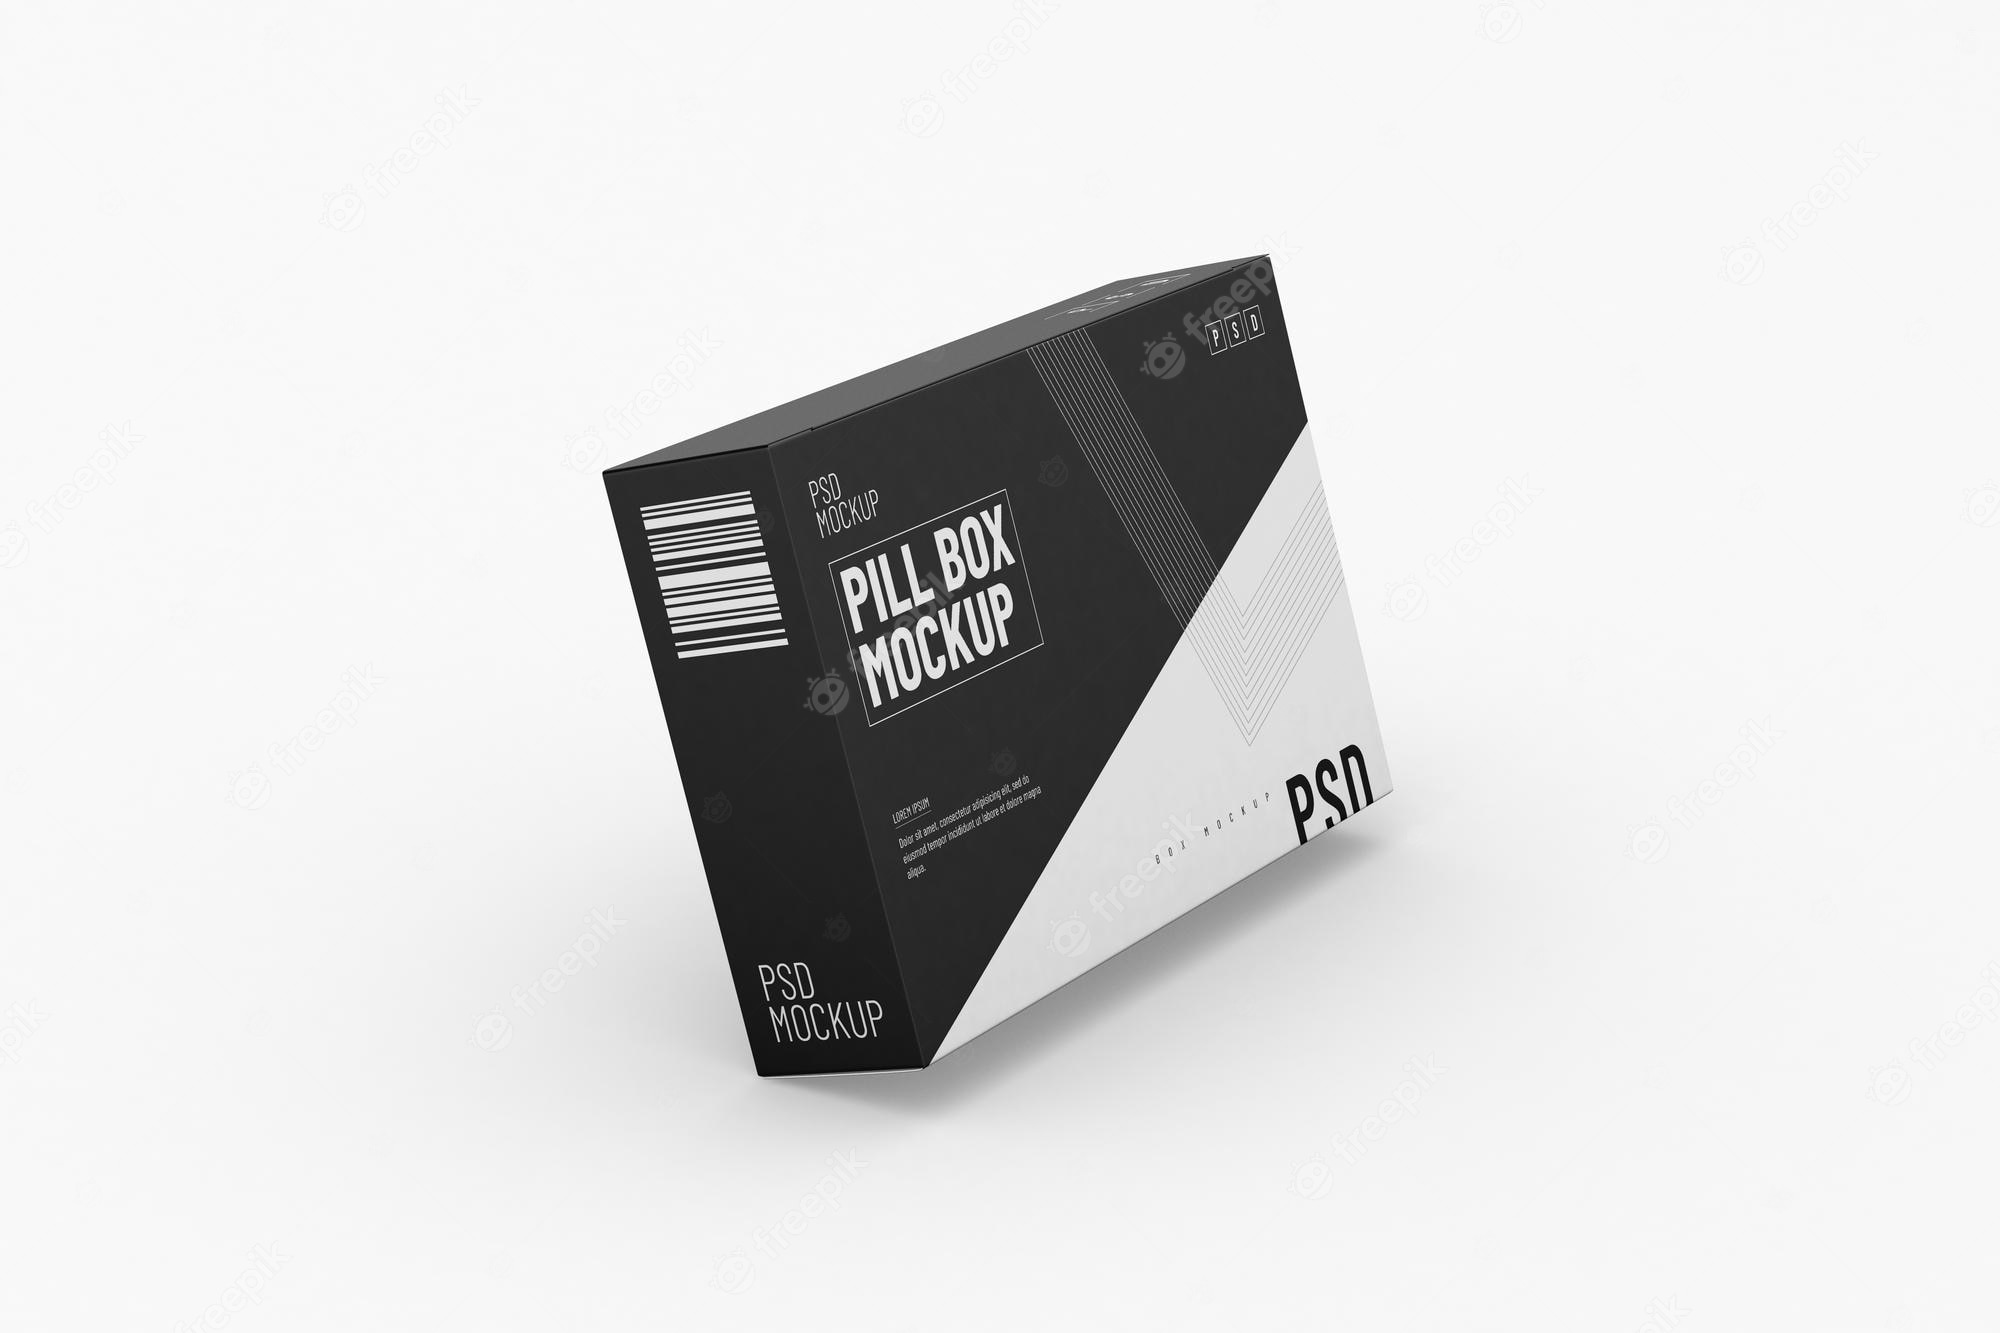 PSD
MOCKUP
PILL BOX
MOCKUP
P S D
LOREM IPSUM
Dolor sit amet, consectetur adipisicing elit, sed do
eiusmod tempor incididunt ut labore et dolore magna
aliqua.
BOX MOCKUP
PSD
PSD
MOCKUP
freepik